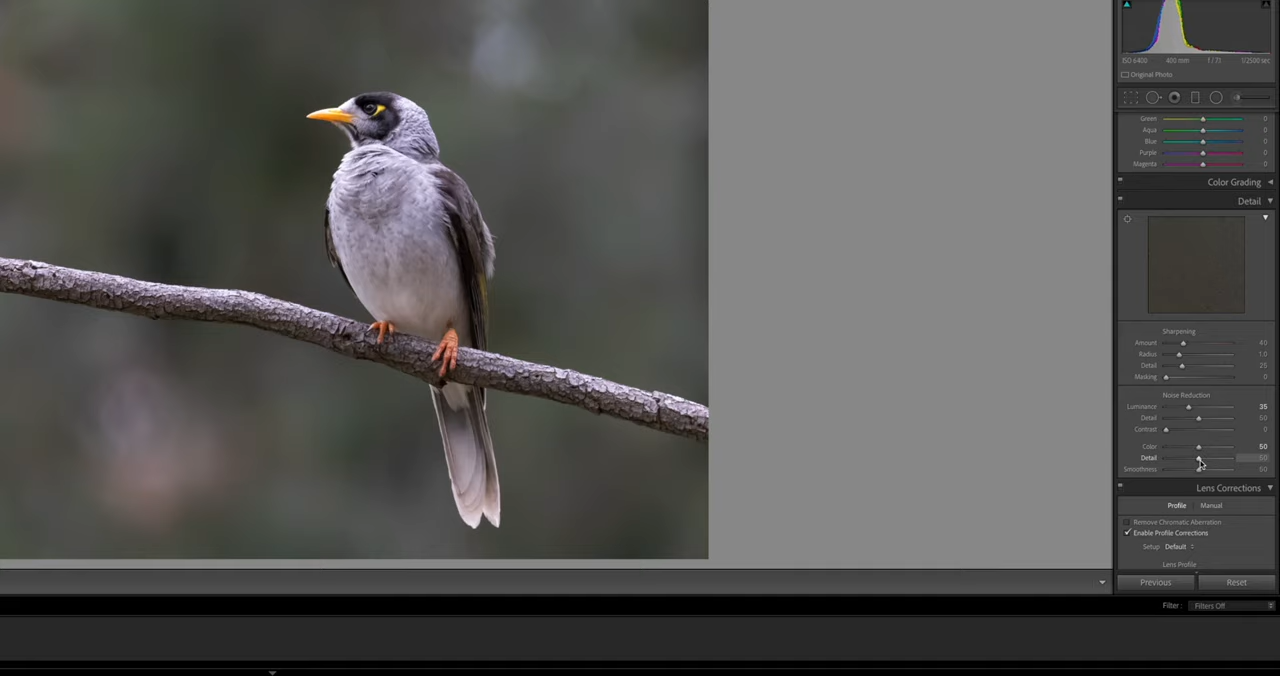 ISO 6400 400 mm f / 7.1 1/2500 sec
Original Photo
Green 0
Aqua 0
Blue 0
Purple 0
Magenta 0
Color Grading
Detail
Sharpening
Amount 40
Radius 1.0
Detail 25
Masking 0
Noise Reduction
Luminance 35
Detail 50
Contrast 0
Color 50
Detail 50
Smoothness 50
Lens Corrections
Profile Manual
Remove Chromatic Aberration
Enable Profile Corrections
Setup Default
Lens Profile
Previous Reset
Filter : Filters Off